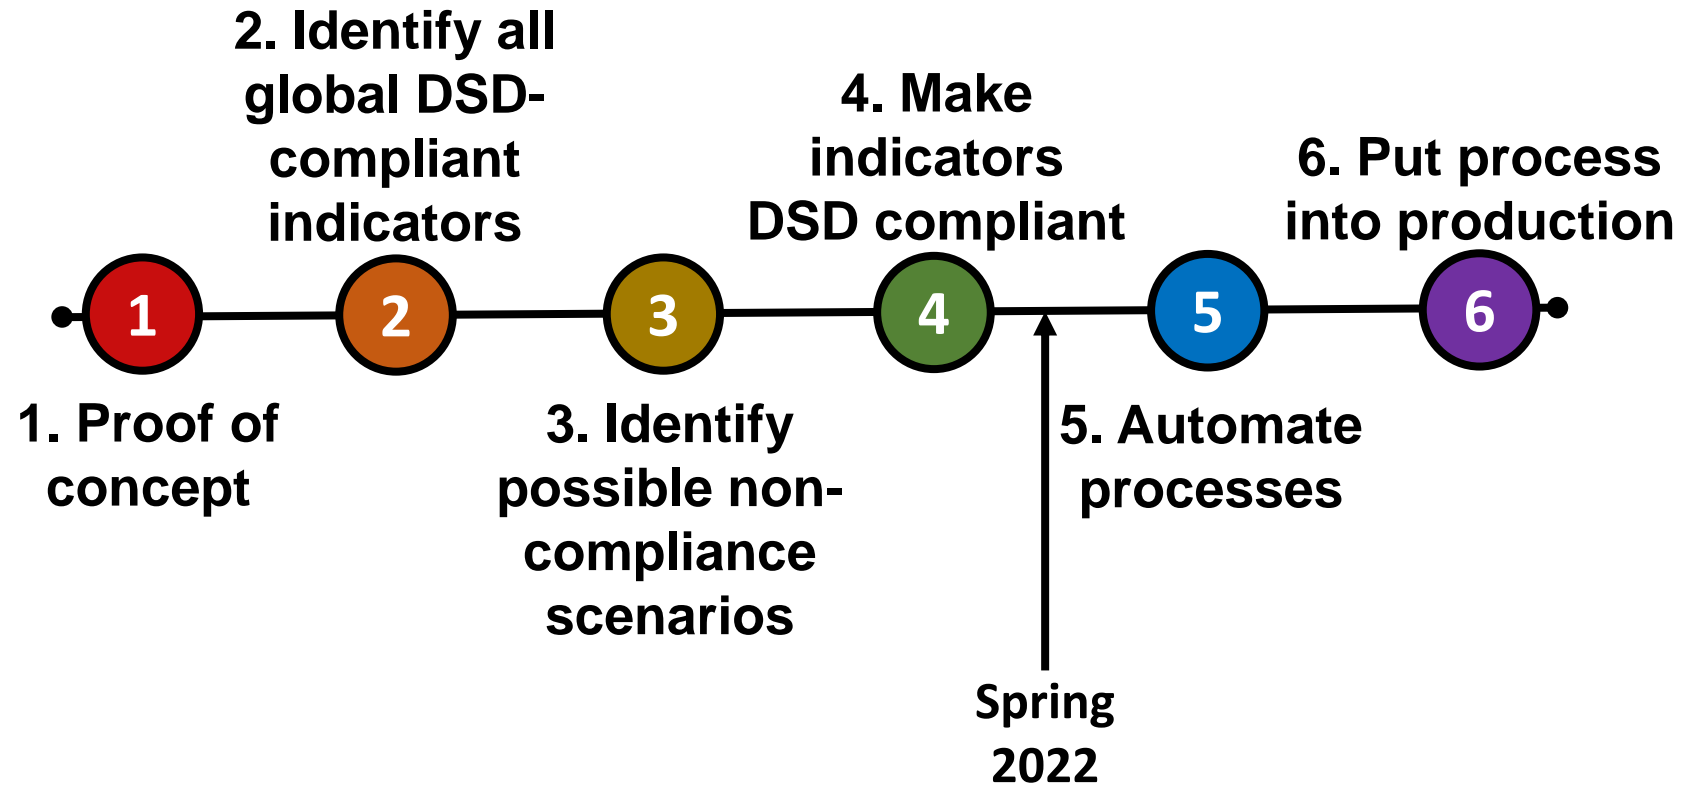 2. Identify all
global DSD-
compliant
indicators
4. Make
indicators
DSD compliant
6. Put process
into production
1
2
3
4
5
6
1. Proof of
concept
3. Identify
possible non-
compliance
scenarios
5. Automate
processes
Spring
2022